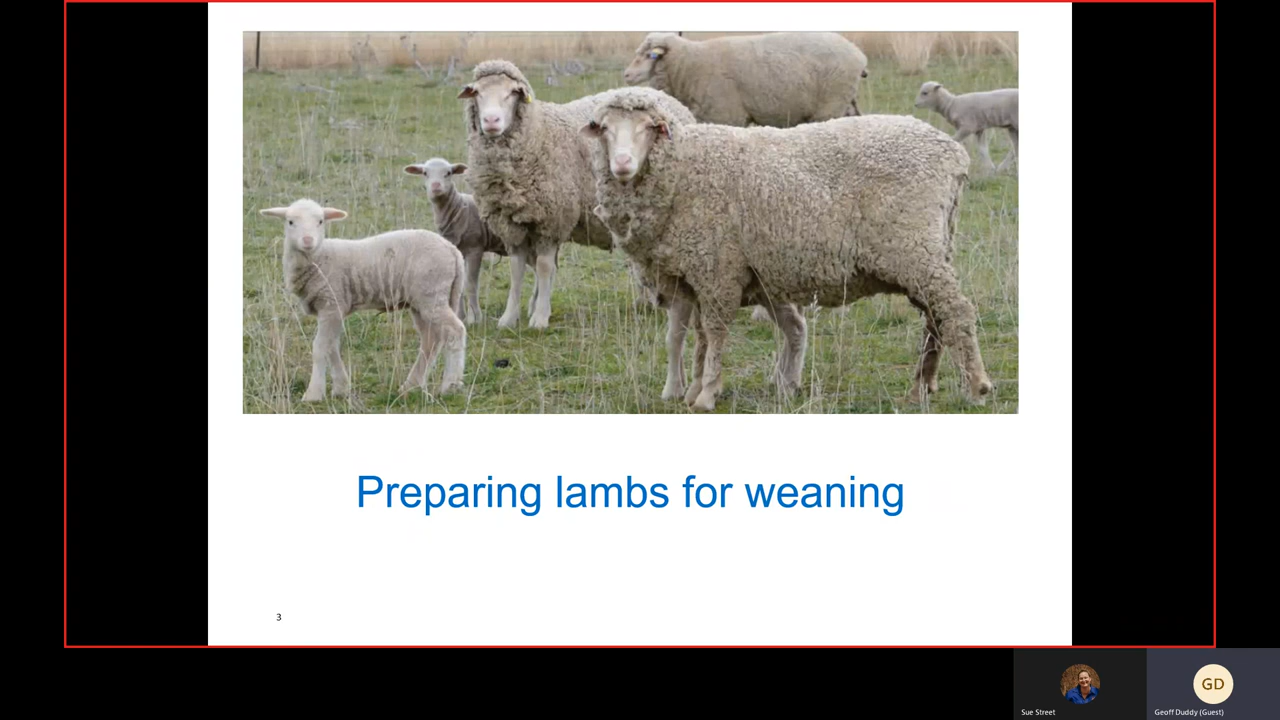 Preparing lambs for weaning
3
GD
Sue Street
Geoff Duddy (Guest)